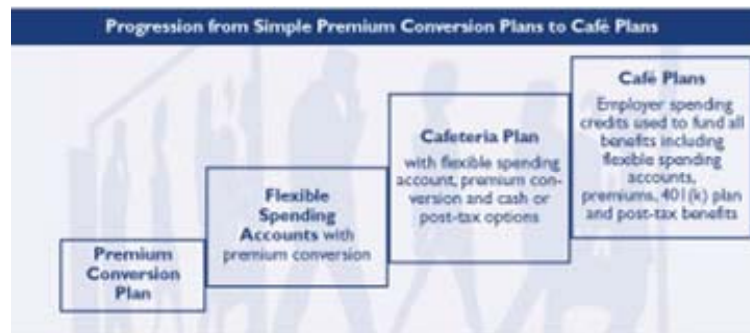 Progression from Simple Premium Conversion Plans to Café Plans
Premium
Conversion
Plan
Flexible
Spending
Accounts with
premium conversion
Cafeteria Plan
with flexible spending
account, premium con-
version and cash or
post-tax options
Café Plans
Employer spending
credits used to fund all
benefits including
flexible spending
accounts,
premiums, 401(k) plan
and post-tax benefits